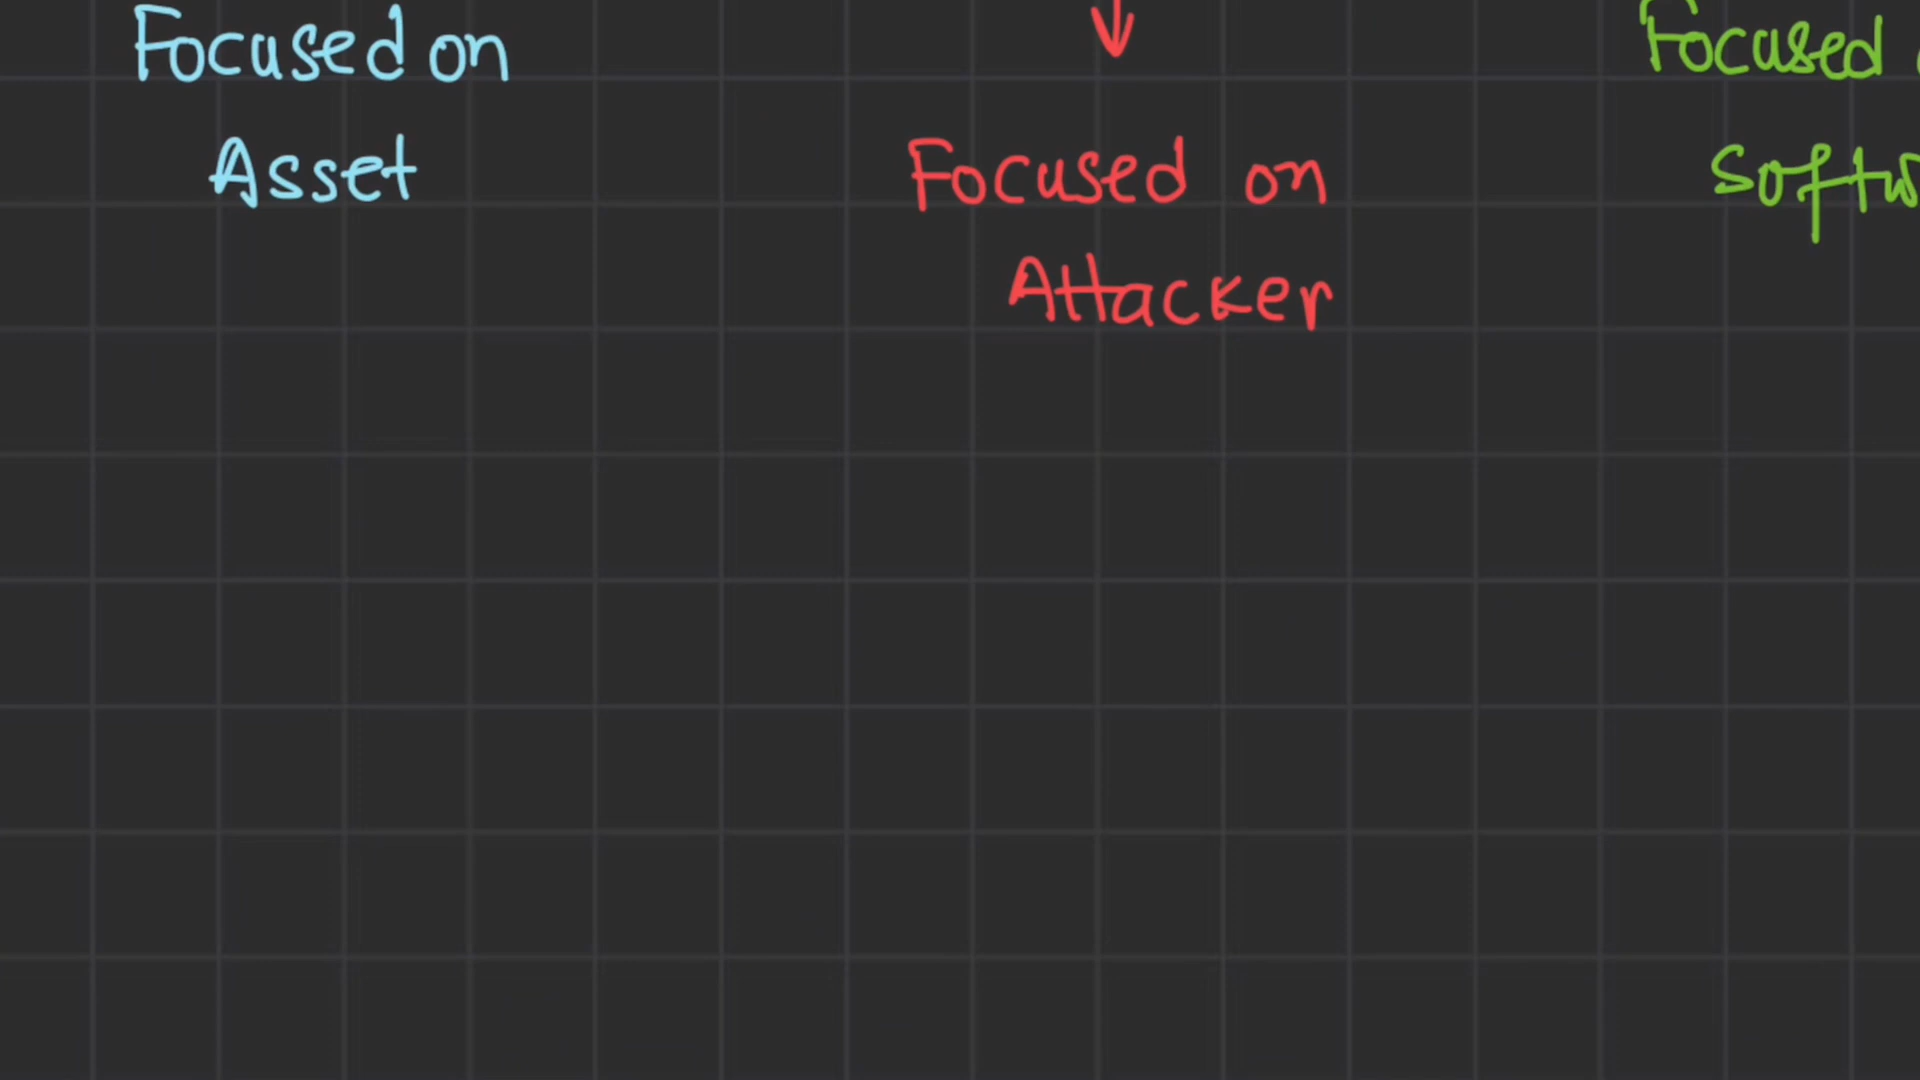 Focused on
Asset
Focused on
Attacker
Focused